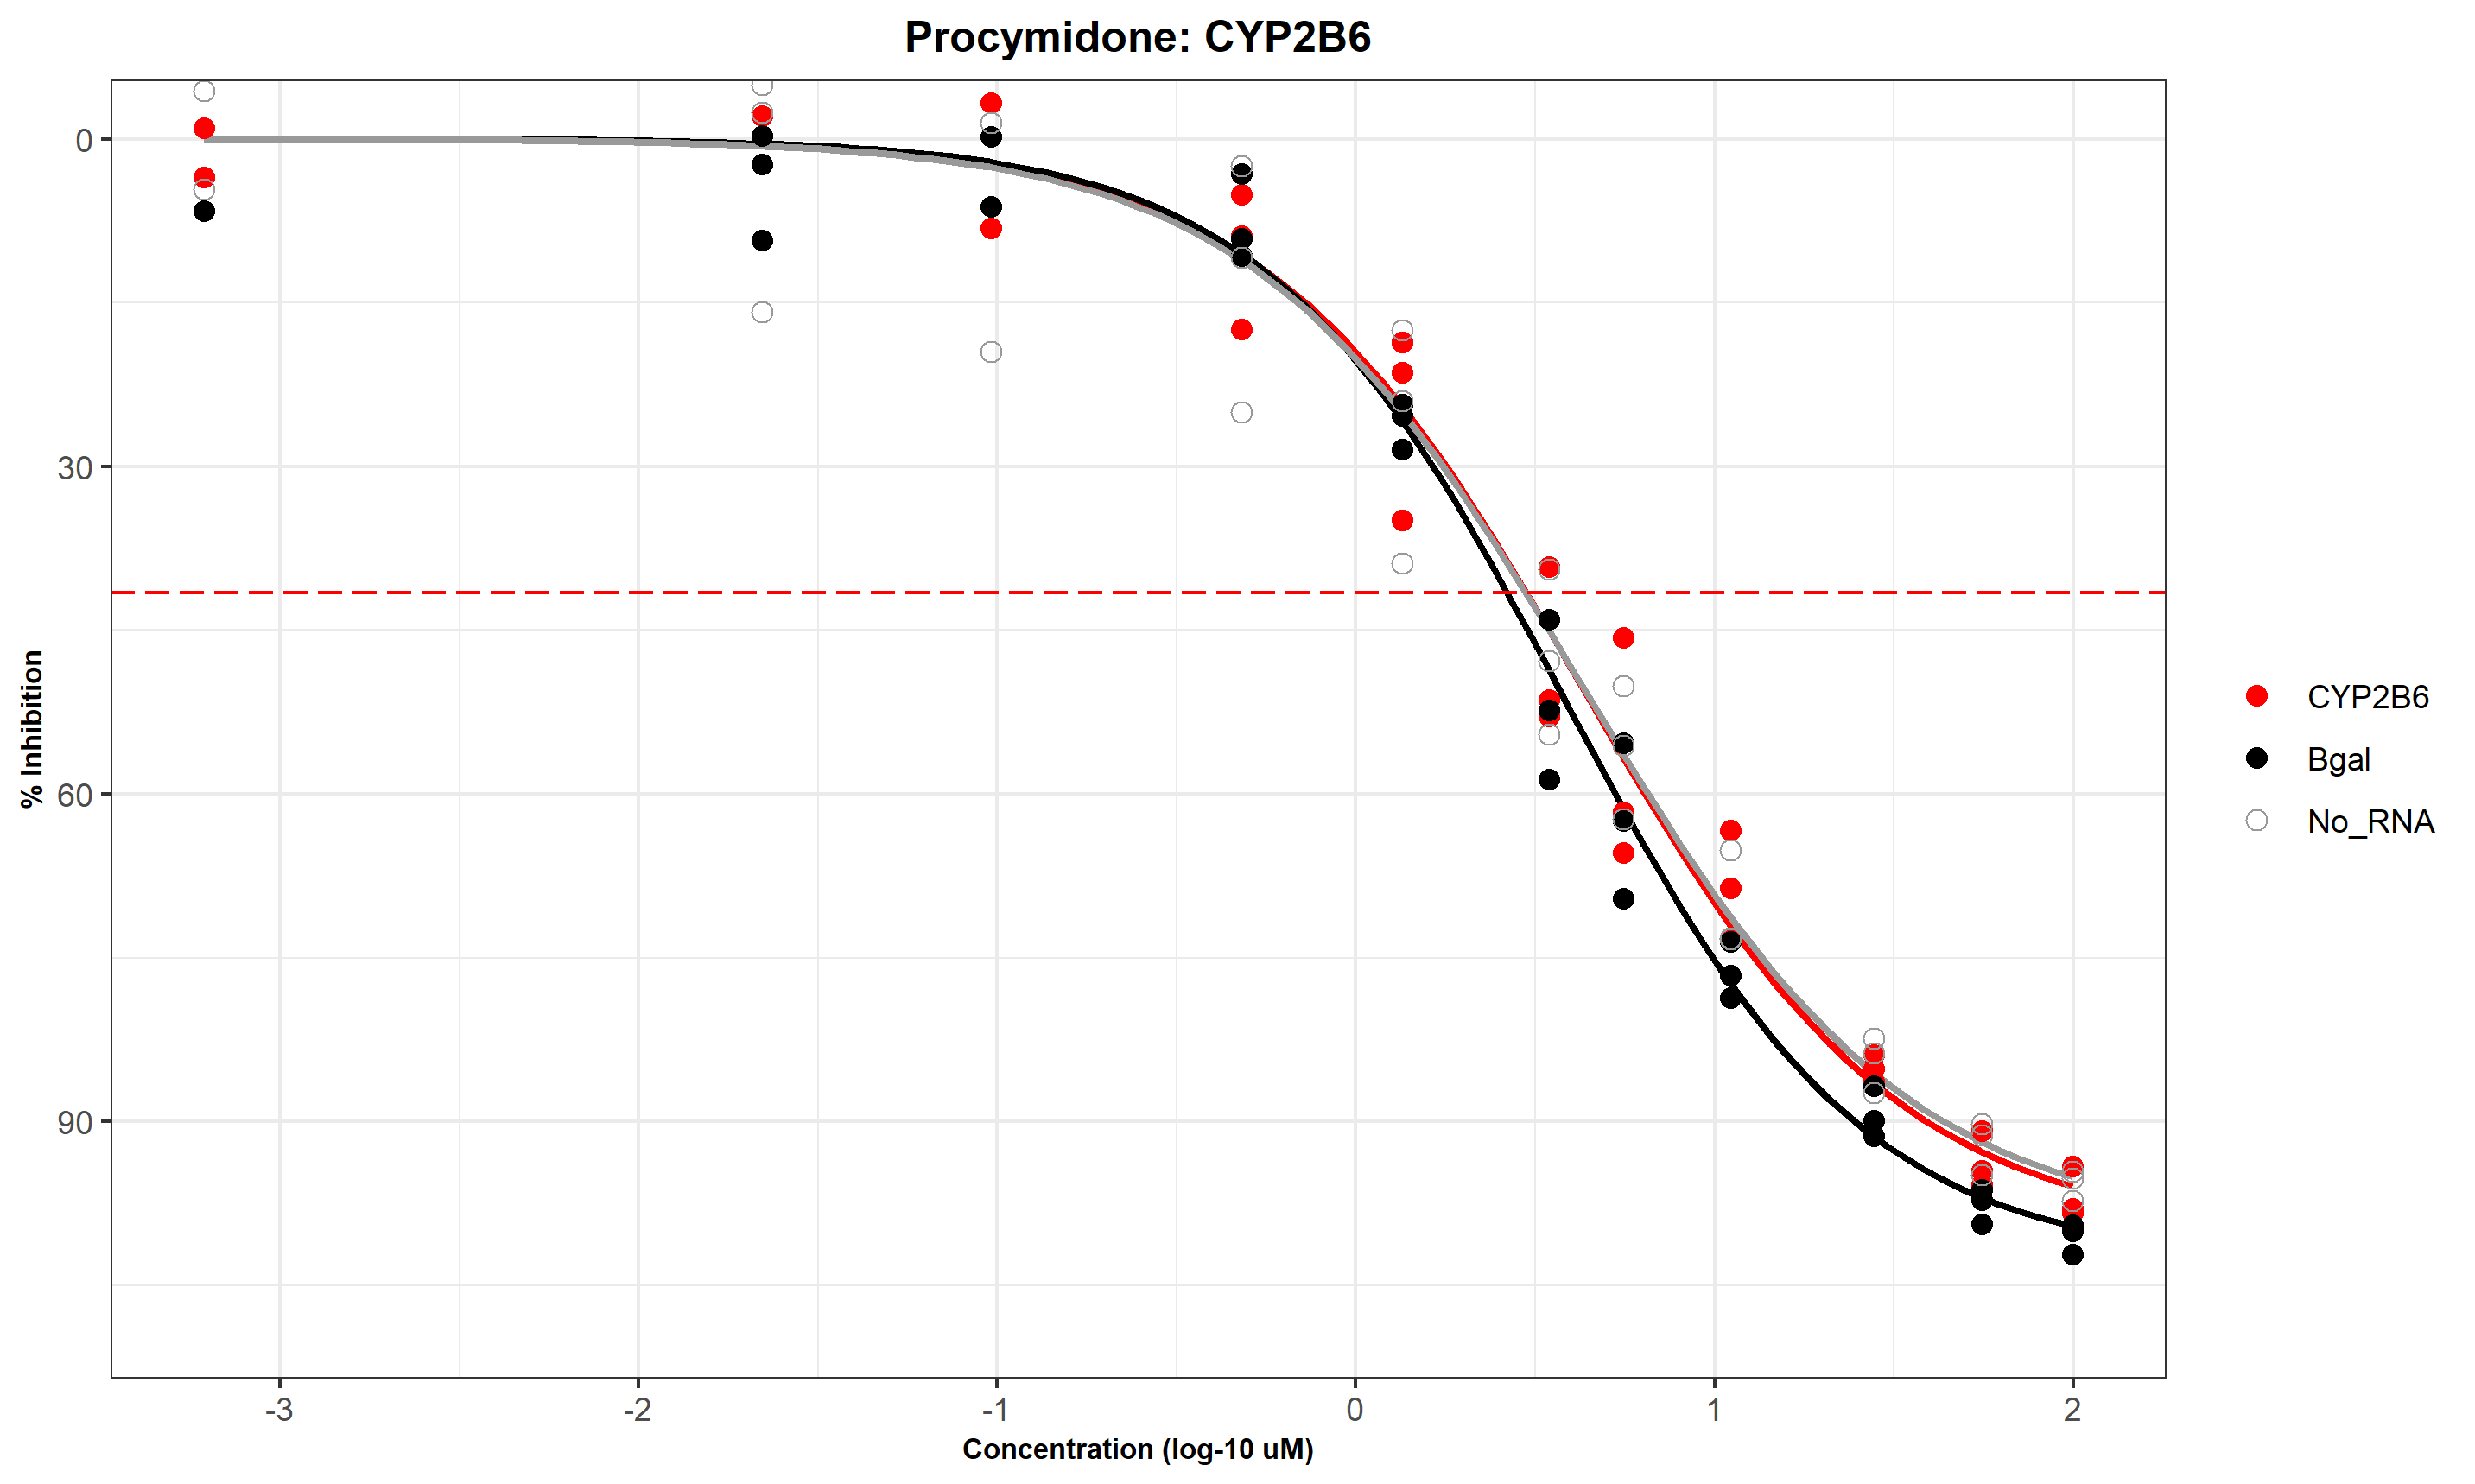 Procymidone: CYP2B6
% Inhibition
0
30
60
90
-3
-2
-1
0
1
2
Concentration (log-10 uM)
CYP2B6
Bgal
No_RNA